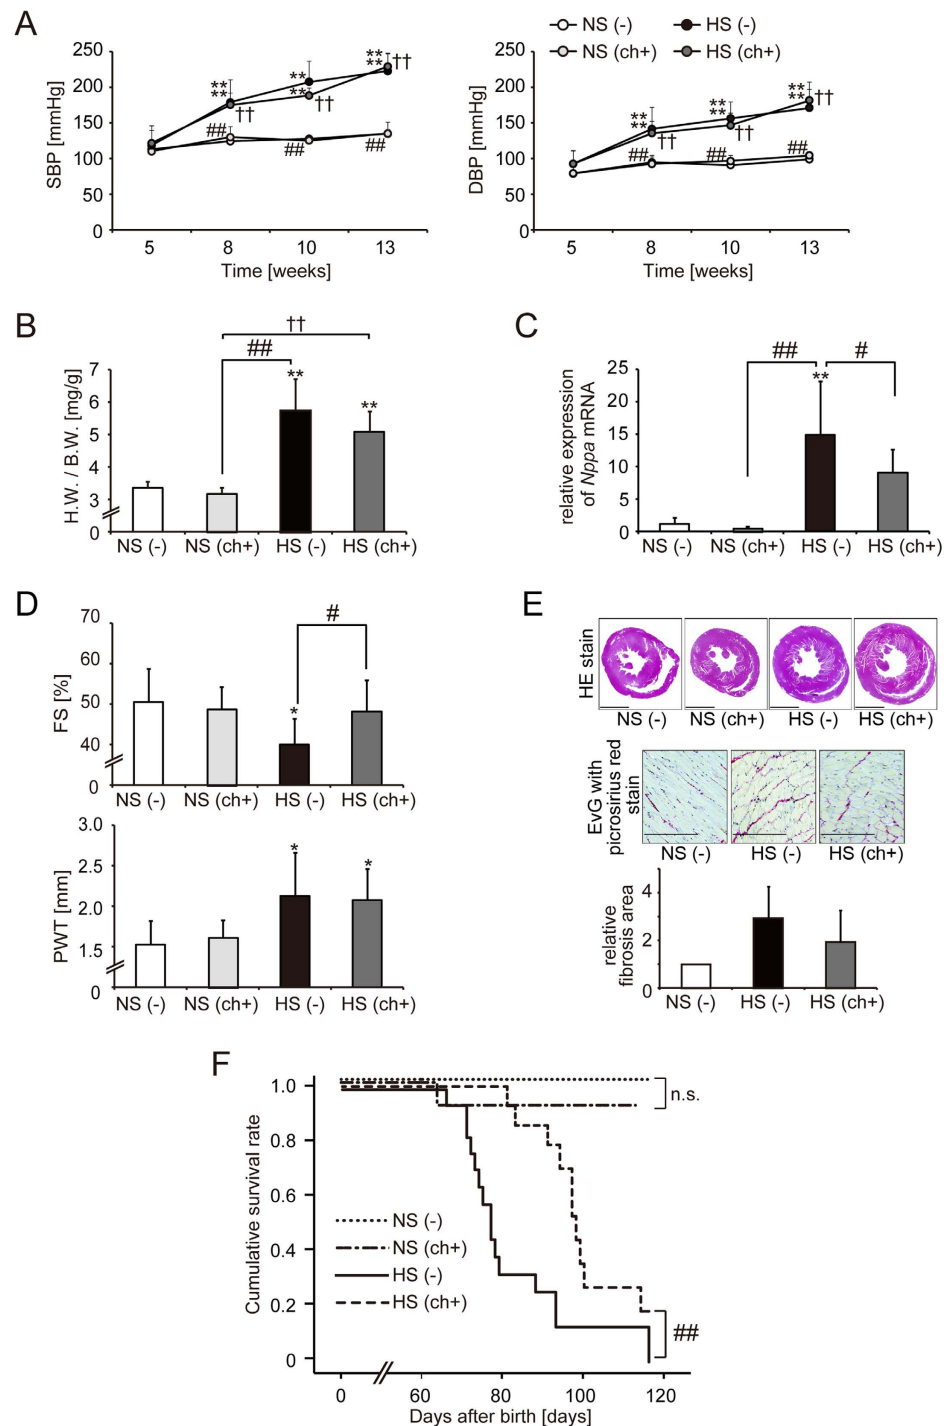 A
NS (-)
HS (-)
NS (ch+)
HS (ch+)
SBP [mmHg]
250
200
150
100
50
0
**
**
**
**
**
**
††
††
††
##
##
##
5
8
10
13
Time [weeks]
DBP [mmHg]
250
200
150
100
50
0
**
**
**
**
**
**
††
††
††
##
##
##
5
8
10
13
Time [weeks]
B
H.W. / B.W. [mg/g]
7
6
5
4
3
0
††
##
**
**
NS (-)
NS (ch+)
HS (-)
HS (ch+)
C
relative expression
of Nppa mRNA
25
20
15
10
5
0
##
#
**
NS (-)
NS (ch+)
HS (-)
HS (ch+)
D
FS [%]
70
60
50
40
0
#
*
NS (-)
NS (ch+)
HS (-)
HS (ch+)
PWT [mm]
3.0
2.5
2.0
1.5
0
*
*
NS (-)
NS (ch+)
HS (-)
HS (ch+)
E
HE stain
NS (-)
NS (ch+)
HS (-)
HS (ch+)
EvG with
picrosirius red
stain
NS (-)
HS (-)
HS (ch+)
relative
fibrosis area
4
2
0
NS (-)
HS (-)
HS (ch+)
F
Cumulative survival rate
1.0
0.8
0.6
0.4
0.2
0
n.s.
NS (-)
NS (ch+)
HS (-)
HS (ch+)
##
0
60
80
100
120
Days after birth [days]